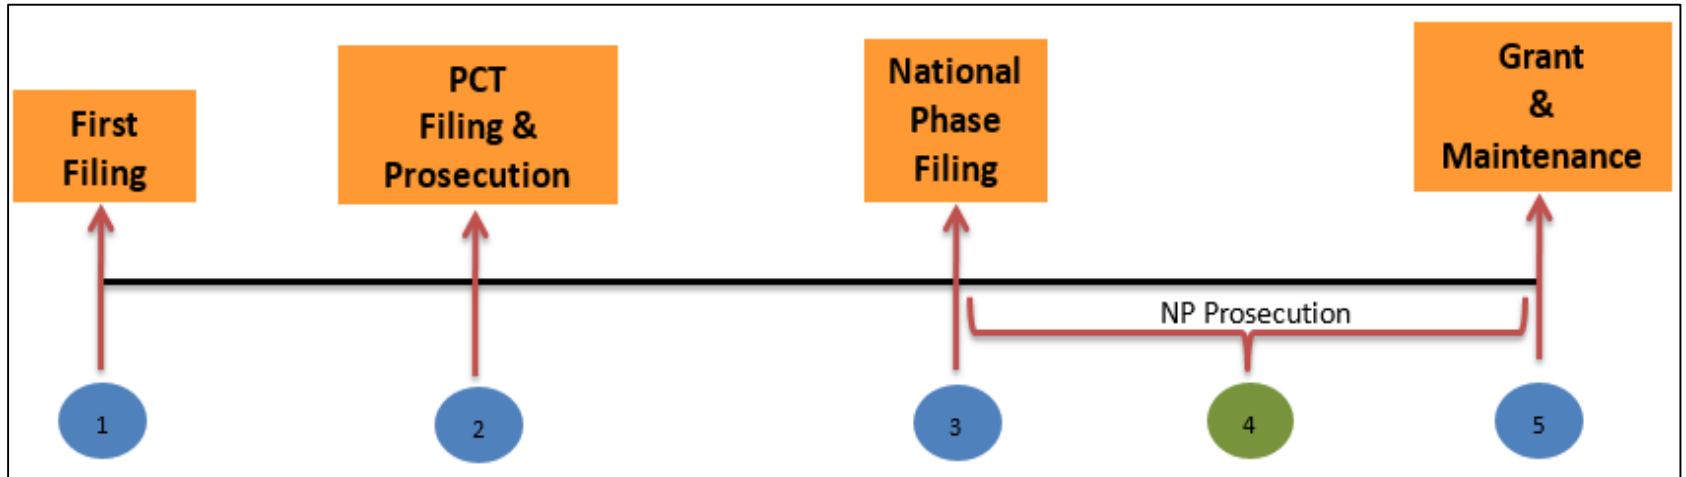 First
Filing
PCT
Filing &
Prosecution
National
Phase
Filing
Grant
&
Maintenance
NP Prosecution
1
2
3
4
5